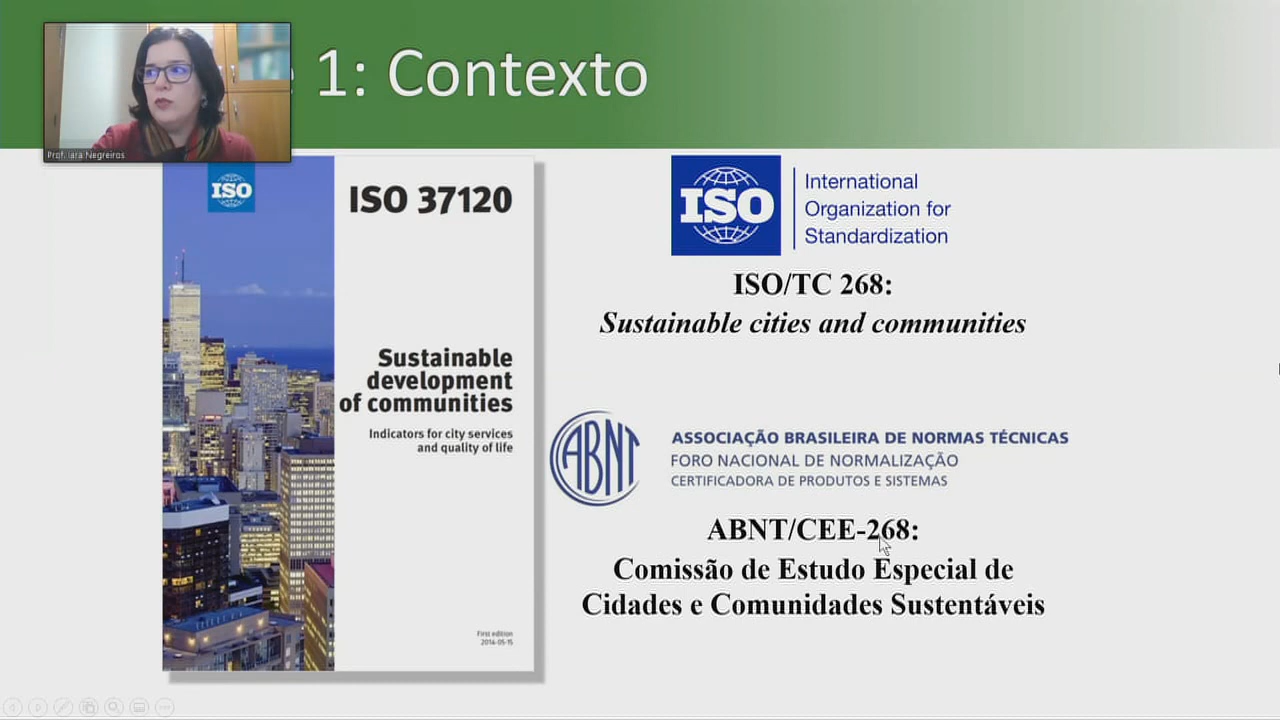 1: Contexto
Prof. Iara Negreiros
ISO
ISO 37120
Sustainable
development
of communities
Indicators for city services
and quality of life
First edition
2014-05-15
ISO
International
Organization for
Standardization
ISO/TC 268:
Sustainable cities and communities
ABNT
ASSOCIAÇÃO BRASILEIRA DE NORMAS TÉCNICAS
FORO NACIONAL DE NORMALIZAÇÃO
CERTIFICADORA DE PRODUTOS E SISTEMAS
ABNT/CEE-268:
Comissão de Estudo Especial de
Cidades e Comunidades Sustentáveis